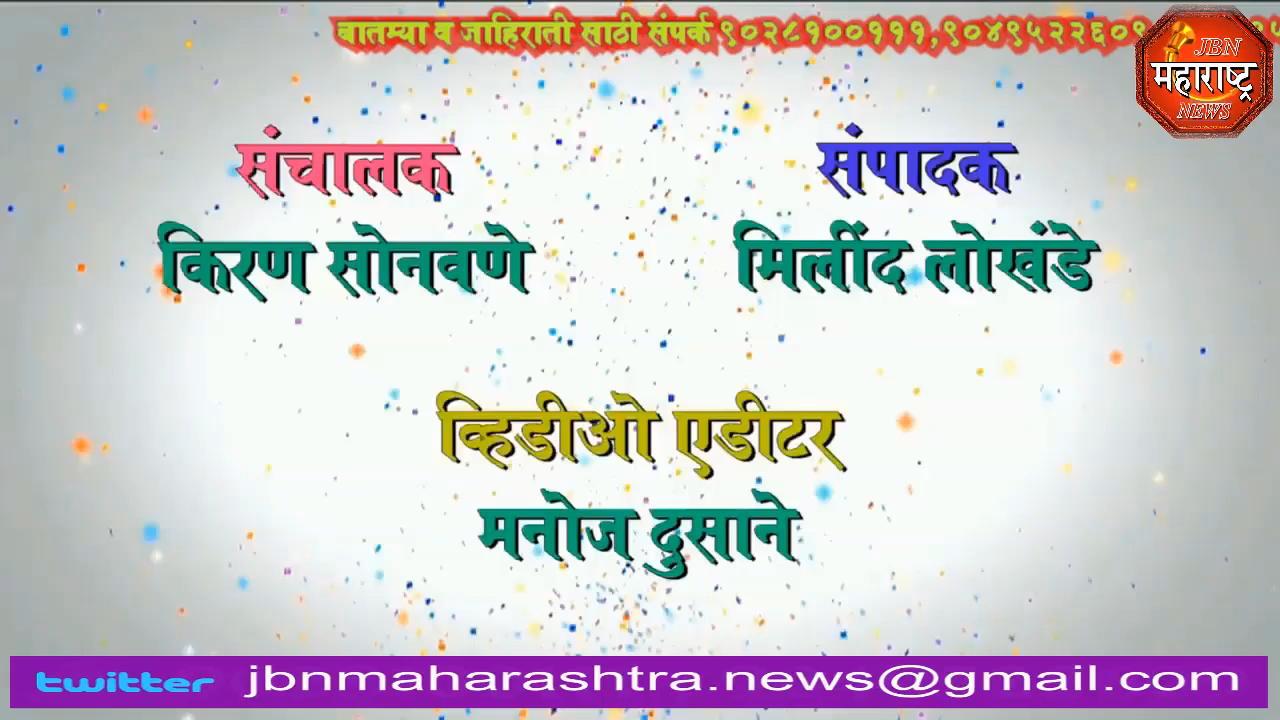 बातम्या व जाहिराती साठी संपर्क ९०२८१००१११,९०४९५२२६०
JBN
महाराष्ट्र
NEWS
संचालक
संपादक
किरण सोनवणे
मिलींद लोखंडे
व्हिडीओ एडीटर
मनोज दुसाने
twitter jbnmaharashtra.news@gmail.com